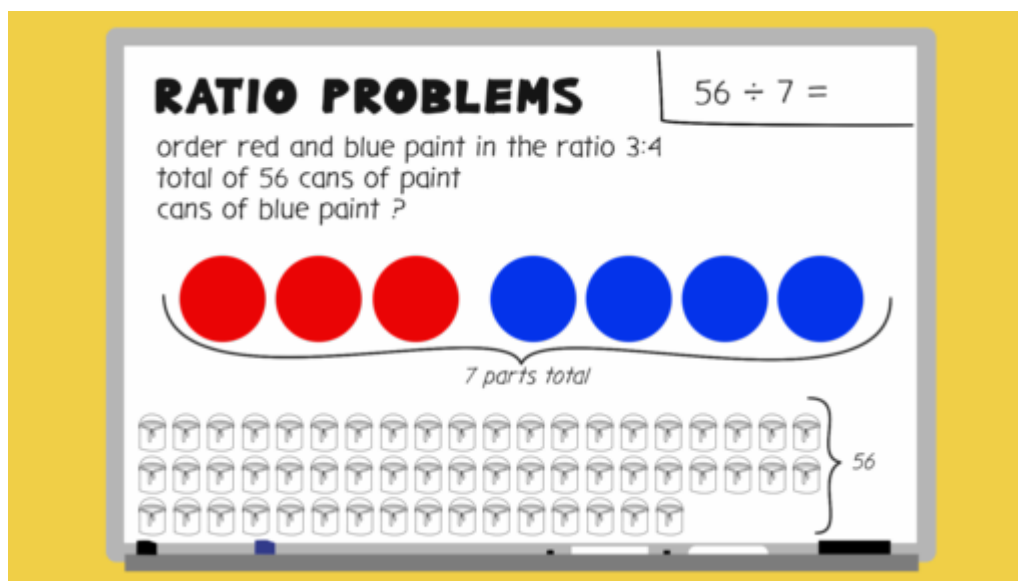 RATIO PROBLEMS
56 ÷ 7 =
order red and blue paint in the ratio 3:4
total of 56 cans of paint
cans of blue paint ?
7 parts total
56